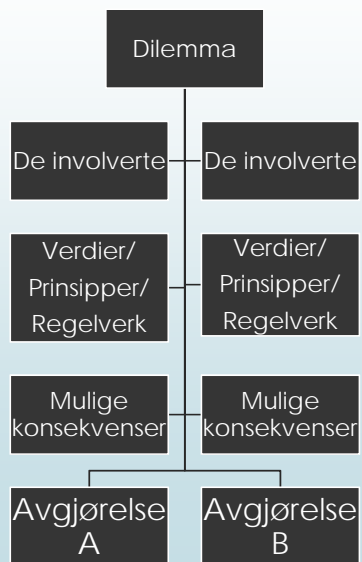 Dilemma
De involverte
De involverte
Verdier/
Prinsipper/
Regelverk
Verdier/
Prinsipper/
Regelverk
Mulige
konsekvenser
Mulige
konsekvenser
Avgjørelse
A
Avgjørelse
B